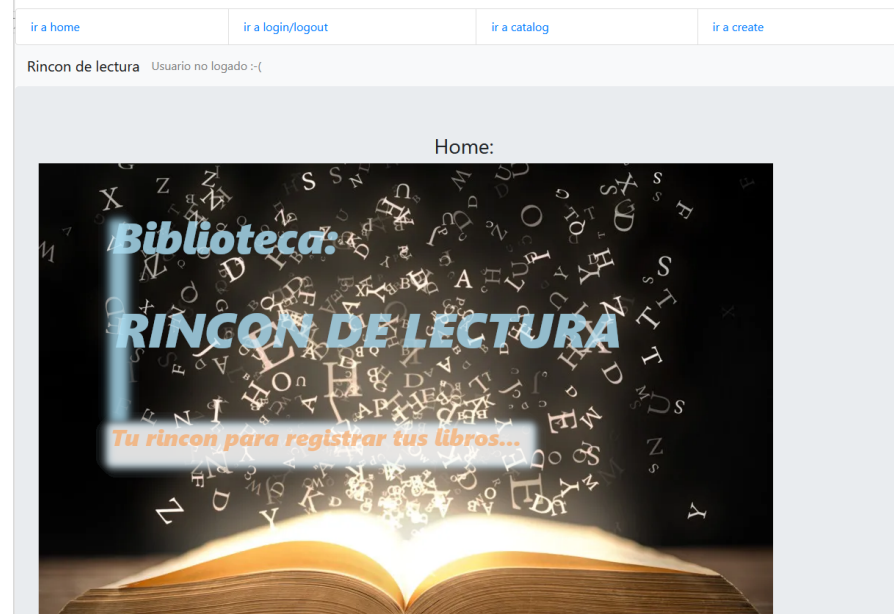 ir a home ir a login/logout ir a catalog ir a create
Rincon de lectura Usuario no logado :-(
Home:
Biblioteca:
RINCON DE LECTURA
Tu rincon para registrar tus libros...